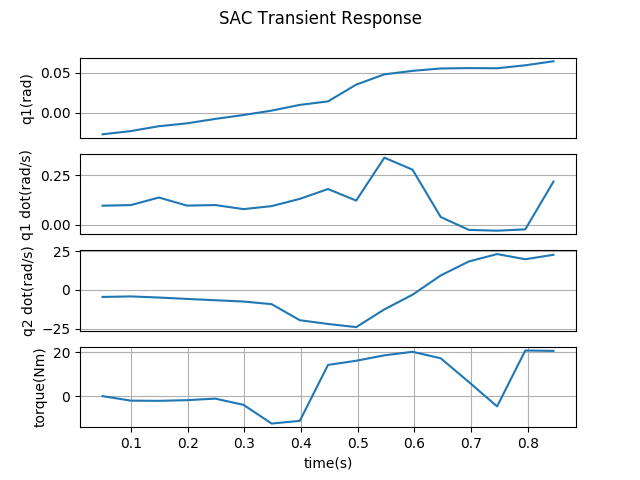 SAC Transient Response
q1(rad)
0.05
0.00
q1 dot(rad/s)
0.25
0.00
q2 dot(rad/s)
25
0
−25
torque(Nm)
20
0
0.1 0.2 0.3 0.4 0.5 0.6 0.7 0.8
time(s)